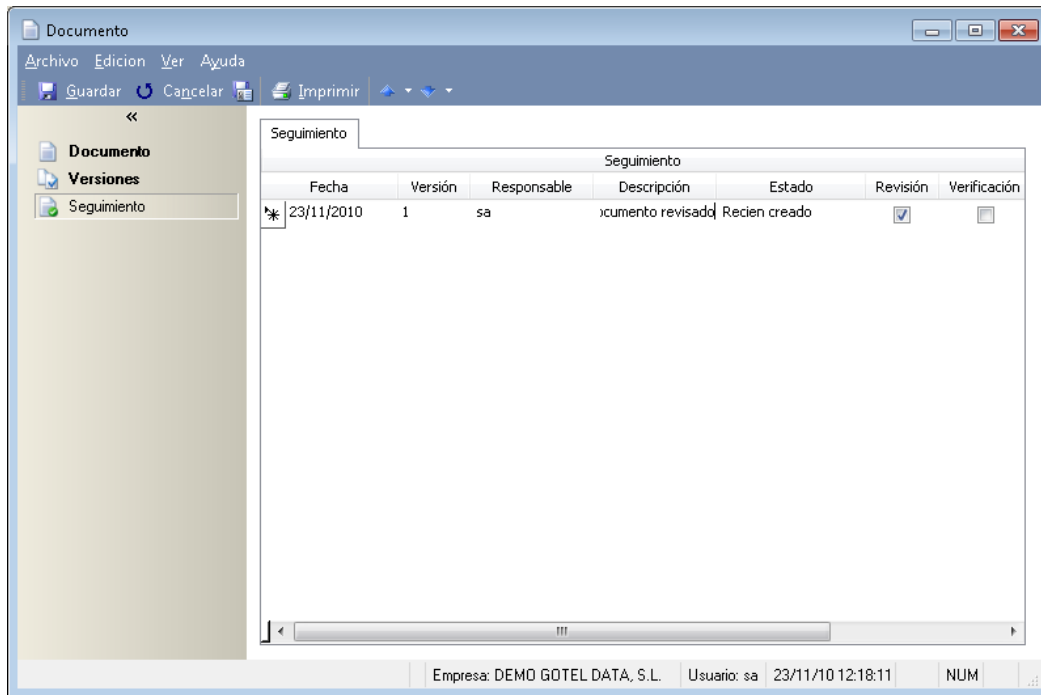 Documento
Archivo Edicion Ver Ayuda
Guardar Cancelar Imprimir
«
Documento
Versiones
Seguimiento
Seguimiento
Seguimiento
Fecha Versión Responsable Descripción Estado Revisión Verificación
23/11/2010 1 sa ocumento revisado Recien creado
Empresa: DEMO GOTEL DATA, S.L. Usuario: sa 23/11/10 12:18:11 NUM